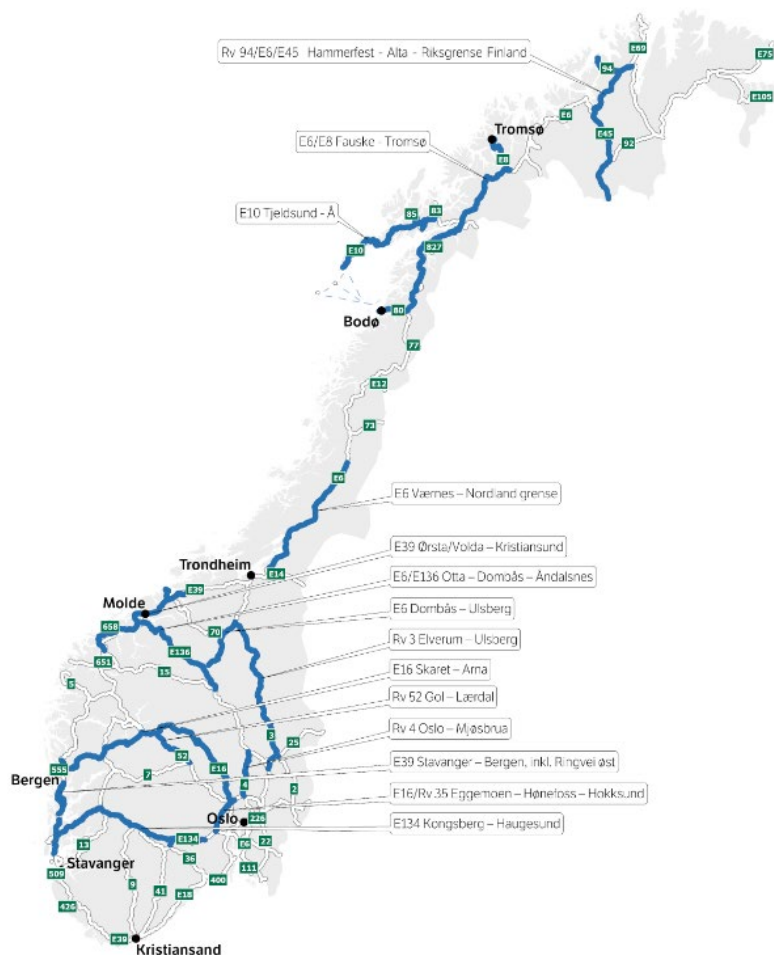 E69
E75
Rv 94/E6/E45 Hammerfest - Alta - Riksgrense Finland
94
E105
E6
Tromsø
E45
92
E6/E8 Fauske - Tromsø
E8
E10 Tjeldsund - Å
85
83
E10
827
80
Bodø
77
E12
73
E6
E6 Værnes – Nordland grense
E39 Ørsta/Volda – Kristiansund
Trondheim
E14
E6/E136 Otta – Dombås – Åndalsnes
E39
Molde
E6 Dombås – Ulsberg
658
70
Rv 3 Elverum – Ulsberg
E136
651
15
E16 Skaret – Arna
5
Rv 52 Gol – Lærdal
Rv 4 Oslo – Mjøsbrua
3
25
52
E39 Stavanger – Bergen, inkl. Ringvei øst
555
Bergen
7
E16
4
2
E16/Rv 35 Eggemoen – Hønefoss – Hokksund
Oslo
226
E134 Kongsberg – Haugesund
E134
13
E6
22
36
Stavanger
111
509
9
41
400
E18
426
E39
Kristiansand